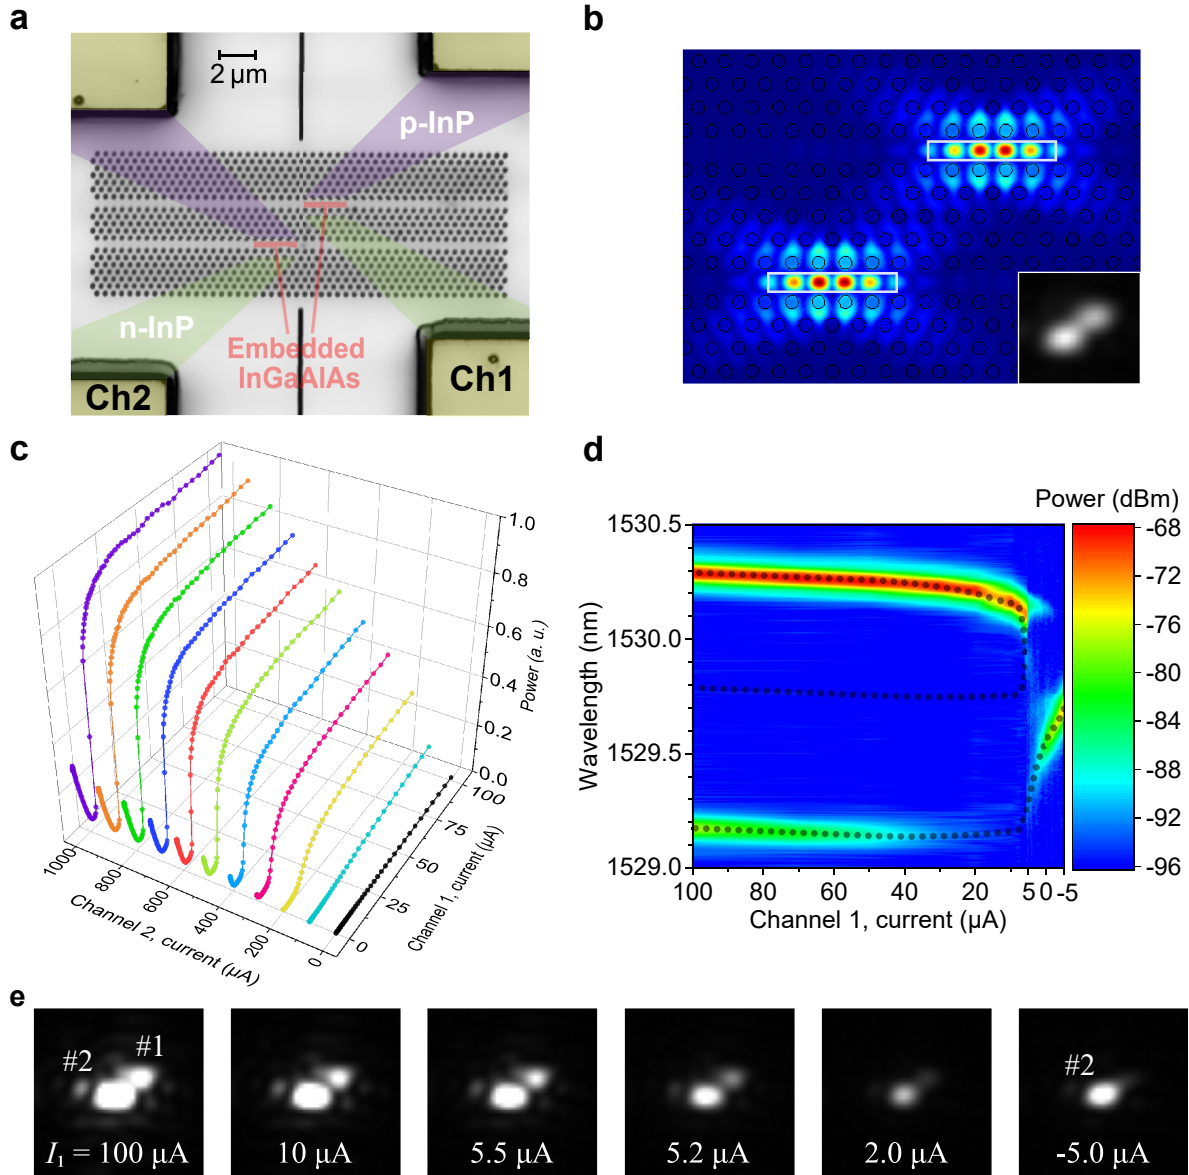 a
2 μm
p-InP
n-InP
Embedded
InGaAlAs
Ch2
Ch1
b
c
1.0
0.8
0.6
0.4
0.2
0.0
Power (a. u.)
100
75
50
25
0
Channel 1, current (μA)
1000
800
600
400
200
0
Channel 2, current (μA)
d
Power (dBm)
1530.5
1530.0
1529.5
1529.0
Wavelength (nm)
100
80
60
40
20
5
0
-5
Channel 1, current (μA)
-68
-72
-76
-80
-84
-88
-92
-96
e
#2
#1
I1 = 100 μA
10 μA
5.5 μA
5.2 μA
2.0 μA
#2
-5.0 μA